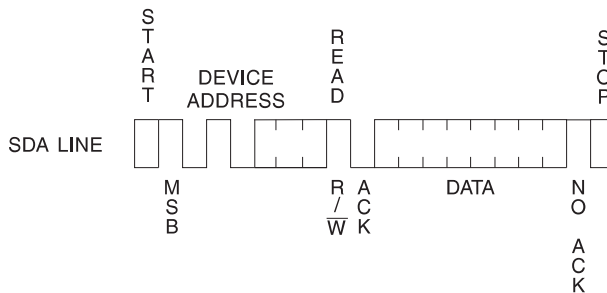 START
DEVICE
ADDRESS
READ
STOP
SDA LINE
MSB
R/W
ACK
DATA
NO ACK